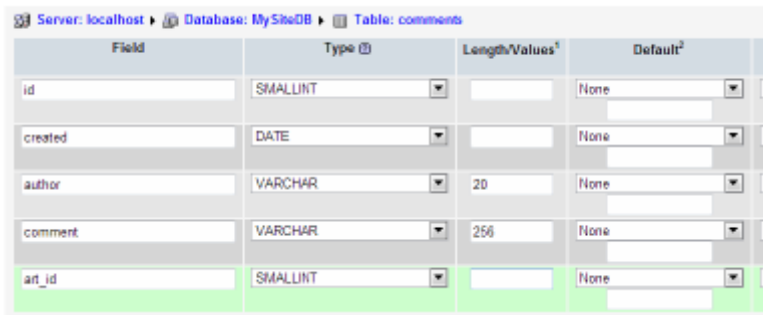 Server: localhost Database: MySiteDB Table: comments
Field Type Length/Values1 Default2
id SMALLINT None
created DATE None
author VARCHAR 20 None
comment VARCHAR 256 None
art_id SMALLINT None